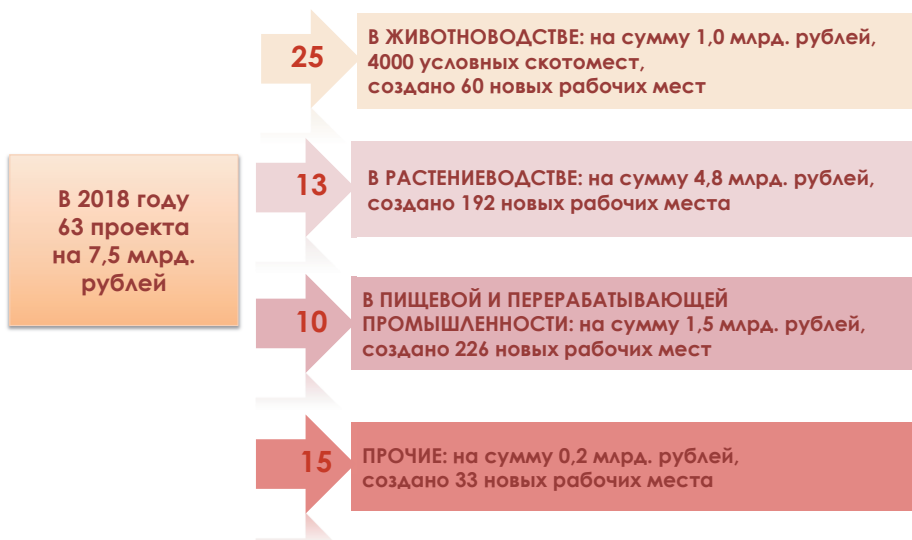 В 2018 году
63 проекта
на 7,5 млрд.
рублей
25
В ЖИВОТНОВОДСТВЕ: на сумму 1,0 млрд. рублей,
4000 условных скотомест,
создано 60 новых рабочих мест
13
В РАСТЕНИЕВОДСТВЕ: на сумму 4,8 млрд. рублей,
создано 192 новых рабочих места
10
В ПИЩЕВОЙ И ПЕРЕРАБАТЫВАЮЩЕЙ
ПРОМЫШЛЕННОСТИ: на сумму 1,5 млрд. рублей,
создано 226 новых рабочих мест
15
ПРОЧИЕ: на сумму 0,2 млрд. рублей,
создано 33 новых рабочих места